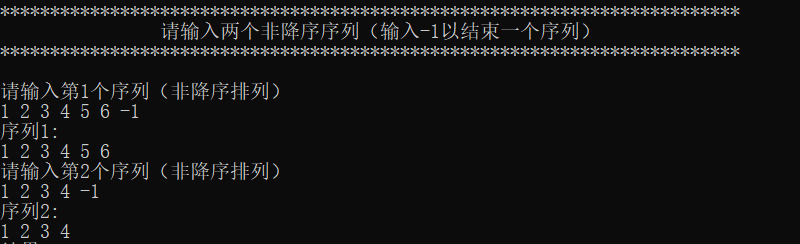 **************************************************************************
请输入两个非降序序列（输入-1以结束一个序列）
**************************************************************************
请输入第1个序列（非降序排列）
1 2 3 4 5 6 -1
序列1:
1 2 3 4 5 6
请输入第2个序列（非降序排列）
1 2 3 4 -1
序列2:
1 2 3 4